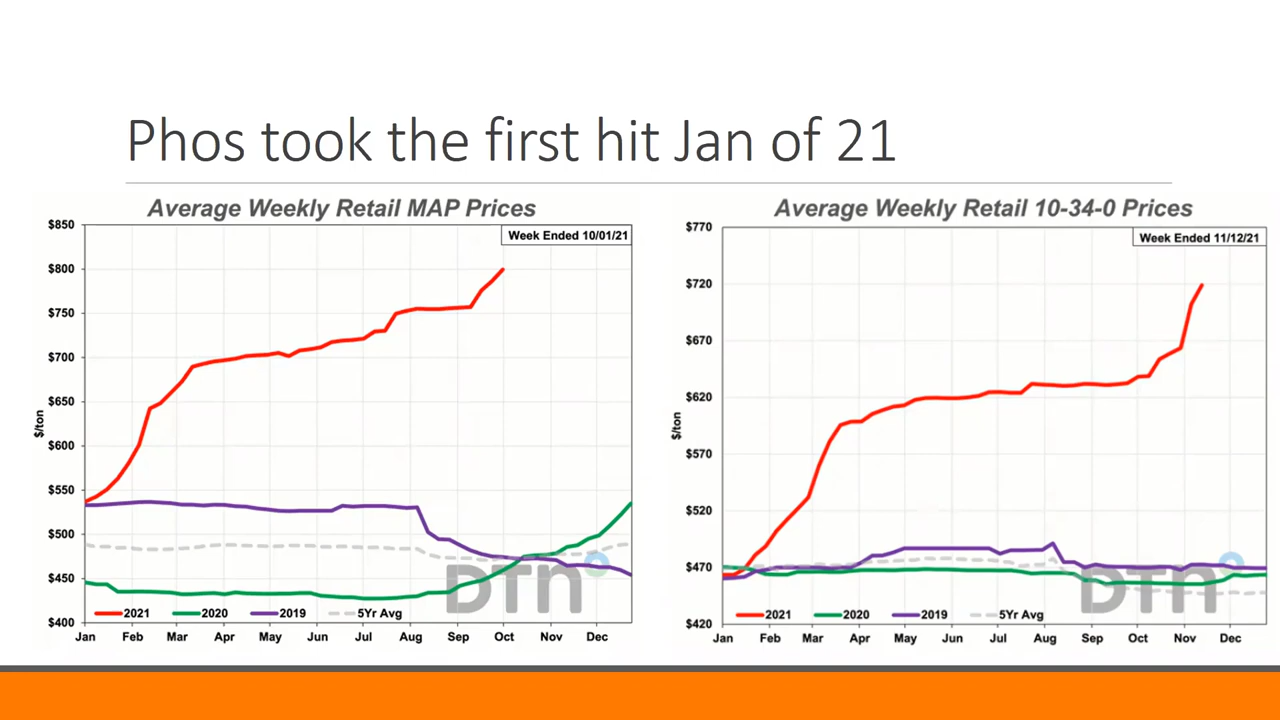 Phos took the first hit Jan of 21
Average Weekly Retail MAP Prices
Week Ended 10/01/21
$850
$800
$750
$700
$650
$600
$550
$500
$450
$400
$/ton
DTn
2021 2020 2019 5Yr Avg
Jan Feb Mar Apr May Jun Jul Aug Sep Oct Nov Dec
Average Weekly Retail 10-34-0 Prices
Week Ended 11/12/21
$770
$720
$670
$620
$570
$520
$470
$420
$/ton
DTn
2021 2020 2019 5Yr Avg
Jan Feb Mar Apr May Jun Jul Aug Sep Oct Nov Dec